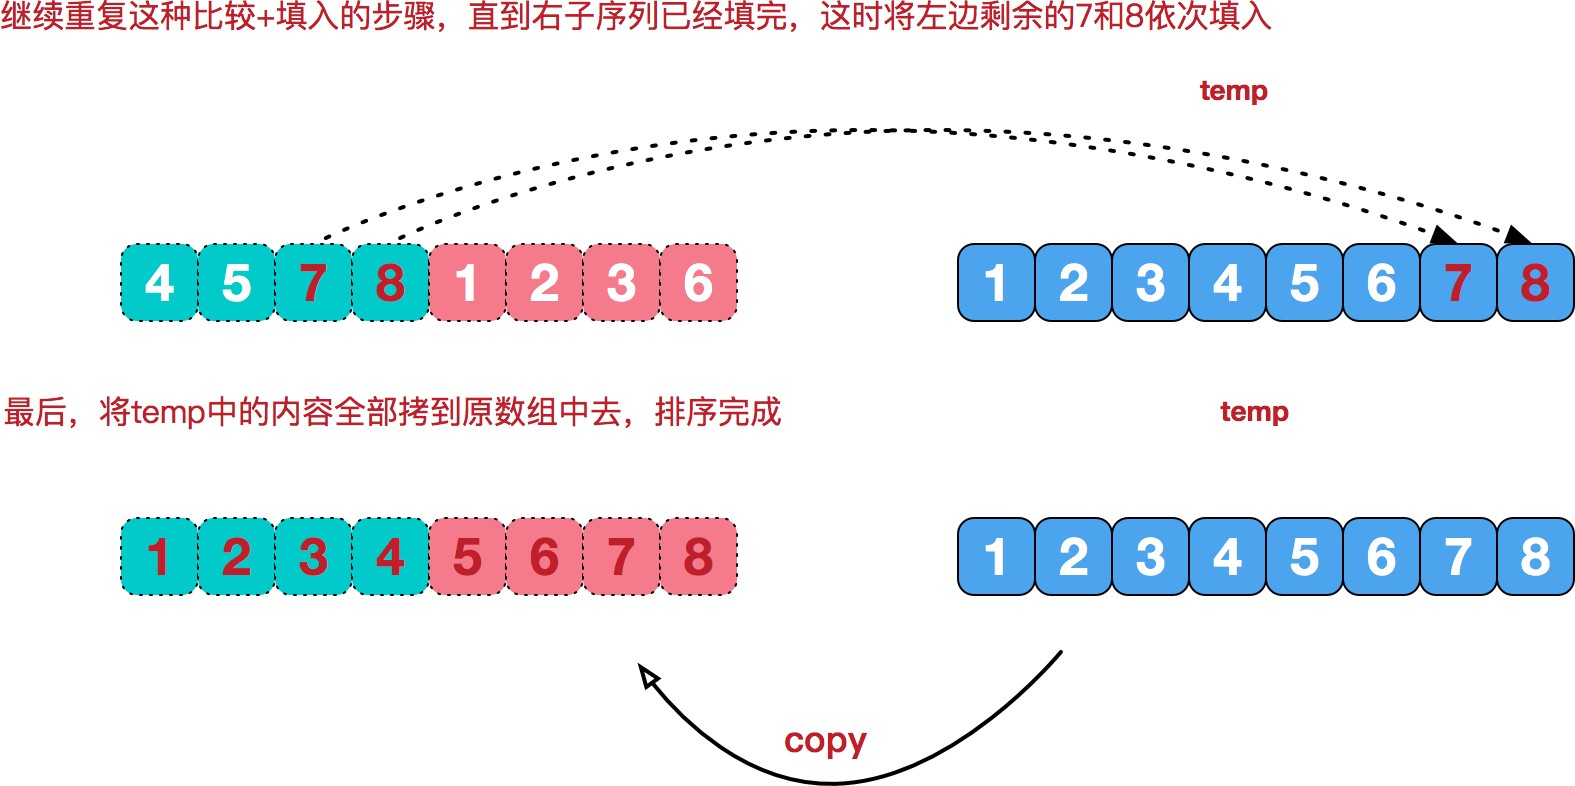 继续重复这种比较+填入的步骤，直到右子序列已经填完，这时将左边剩余的7和8依次填入
temp
4 5 7 8 1 2 3 6
1 2 3 4 5 6 7 8
最后，将temp中的内容全部拷到原数组中去，排序完成
temp
1 2 3 4 5 6 7 8
1 2 3 4 5 6 7 8
copy